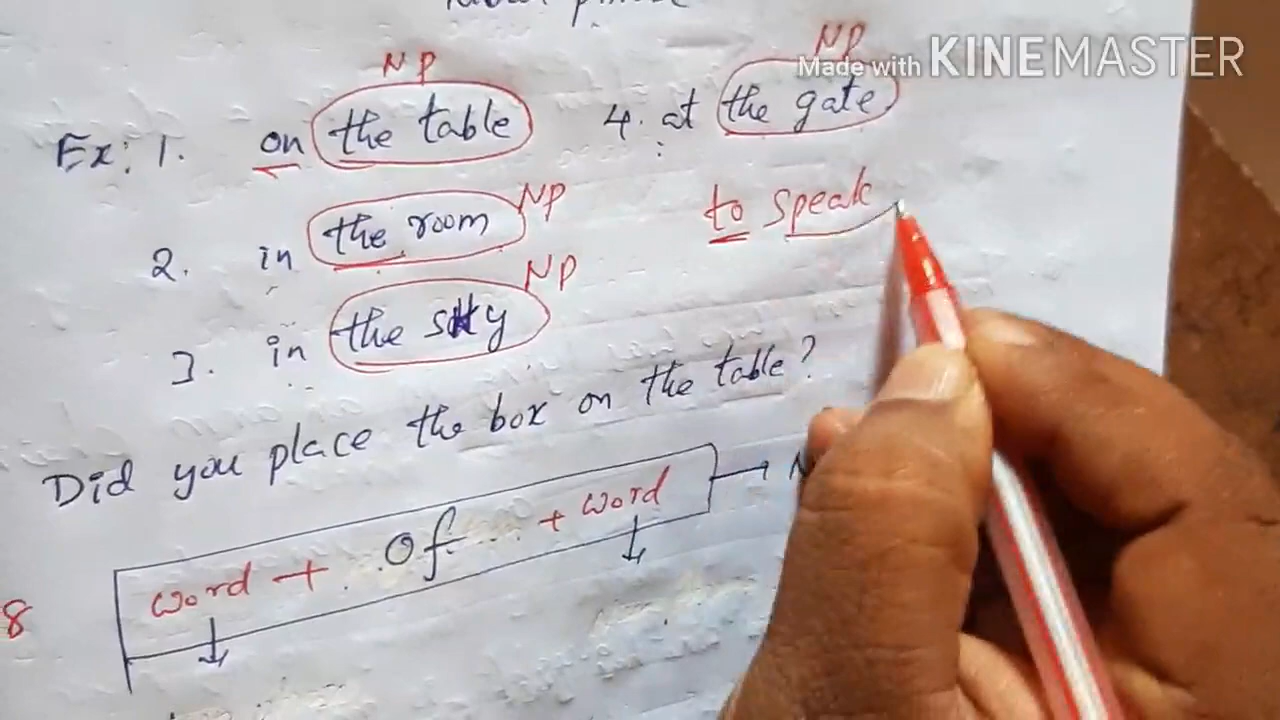 NP
NP
Made with KINEMASTER
Ex: 1. on the table
4. at the gate
2. in the room NP
to speak
3. in the sky NP
Did you place the box on the table?
word + Of + word
8